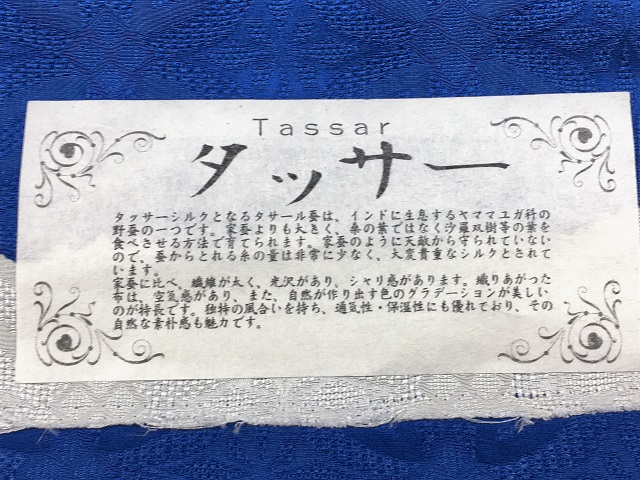 Tassar
タッサー
タッサーシルクとなるタサール蚕は、インドに生息するヤママユガ科の
野蚕の一つです。家蚕よりも大きく、桑の葉ではなく沙羅双樹等の葉を
食べさせる方法で育てられます。家蚕のように天敵から守られていない
ので、蚕からとれる糸の量は非常に少なく、大変貴重なシルクとされて
います。
家蚕に比べ、繊維が太く、光沢があり、シャリ感があります。織りあがった
布は、空気感があり、また、自然が作り出す色のグラデーションが美しい
のが特長です。独特の風合いを持ち、通気性・保湿性にも優れており、その
自然な素朴感も魅力です。